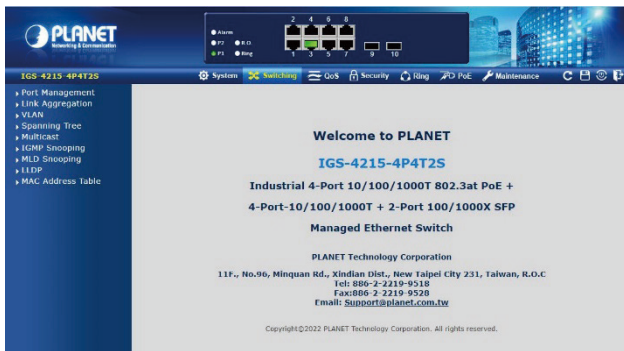 PLANET
Networking & Communication
2 4 6 8
Alarm
P2 R.O.
P1 Ring
1 3 5 7 9 10
IGS-4215-4P4T2S
System Switching QoS Security Ring PoE Maintenance
Port Management
Link Aggregation
VLAN
Spanning Tree
Multicast
IGMP Snooping
MLD Snooping
LLDP
MAC Address Table
Welcome to PLANET
IGS-4215-4P4T2S
Industrial 4-Port 10/100/1000T 802.3at PoE +
4-Port-10/100/1000T + 2-Port 100/1000X SFP
Managed Ethernet Switch
PLANET Technology Corporation
11F., No.96, Minquan Rd., Xindian Dist., New Taipei City 231, Taiwan, R.O.C
Tel: 886-2-2219-9518
Fax:886-2-2219-9528
Email: Support@planet.com.tw
Copyright©2022 PLANET Technology Corporation. All rights reserved.